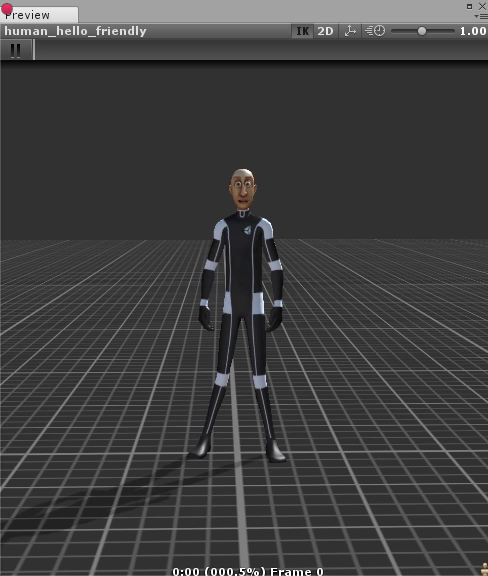 Preview
human_hello_friendly IK 2D 1.00
0:00 (000.5%) Frame 0